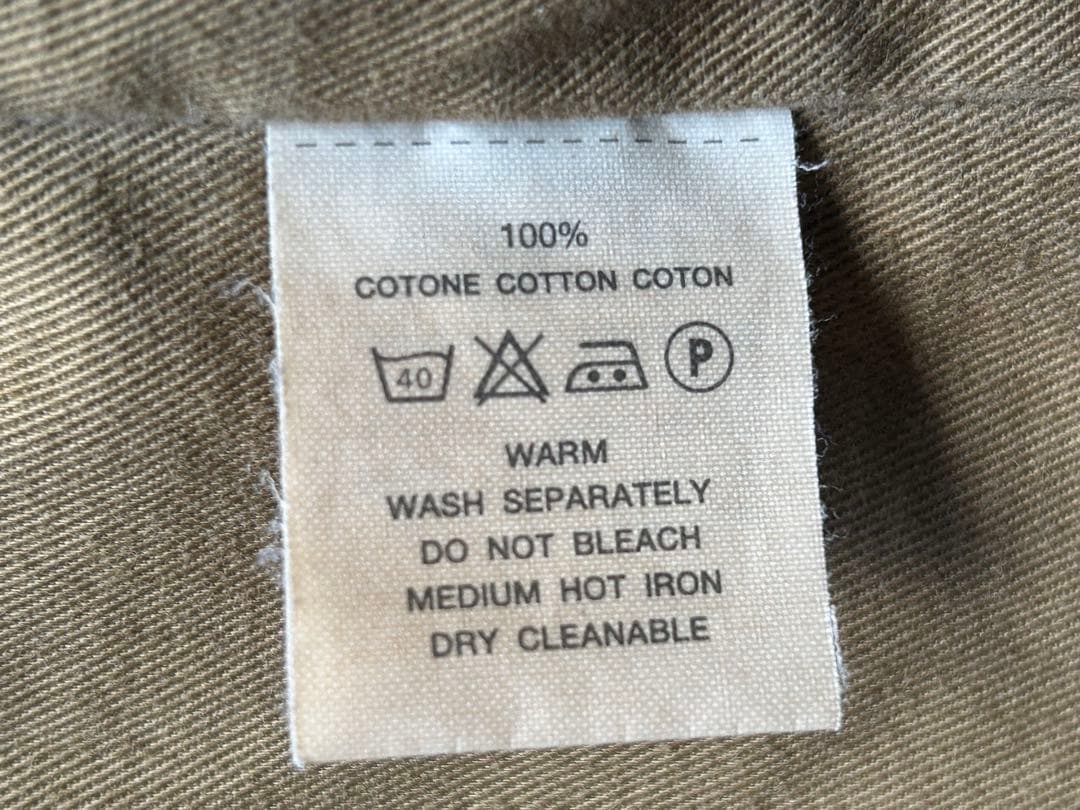 100%
COTONE COTTON COTON
40 P
WARM
WASH SEPARATELY
DO NOT BLEACH
MEDIUM HOT IRON
DRY CLEANABLE